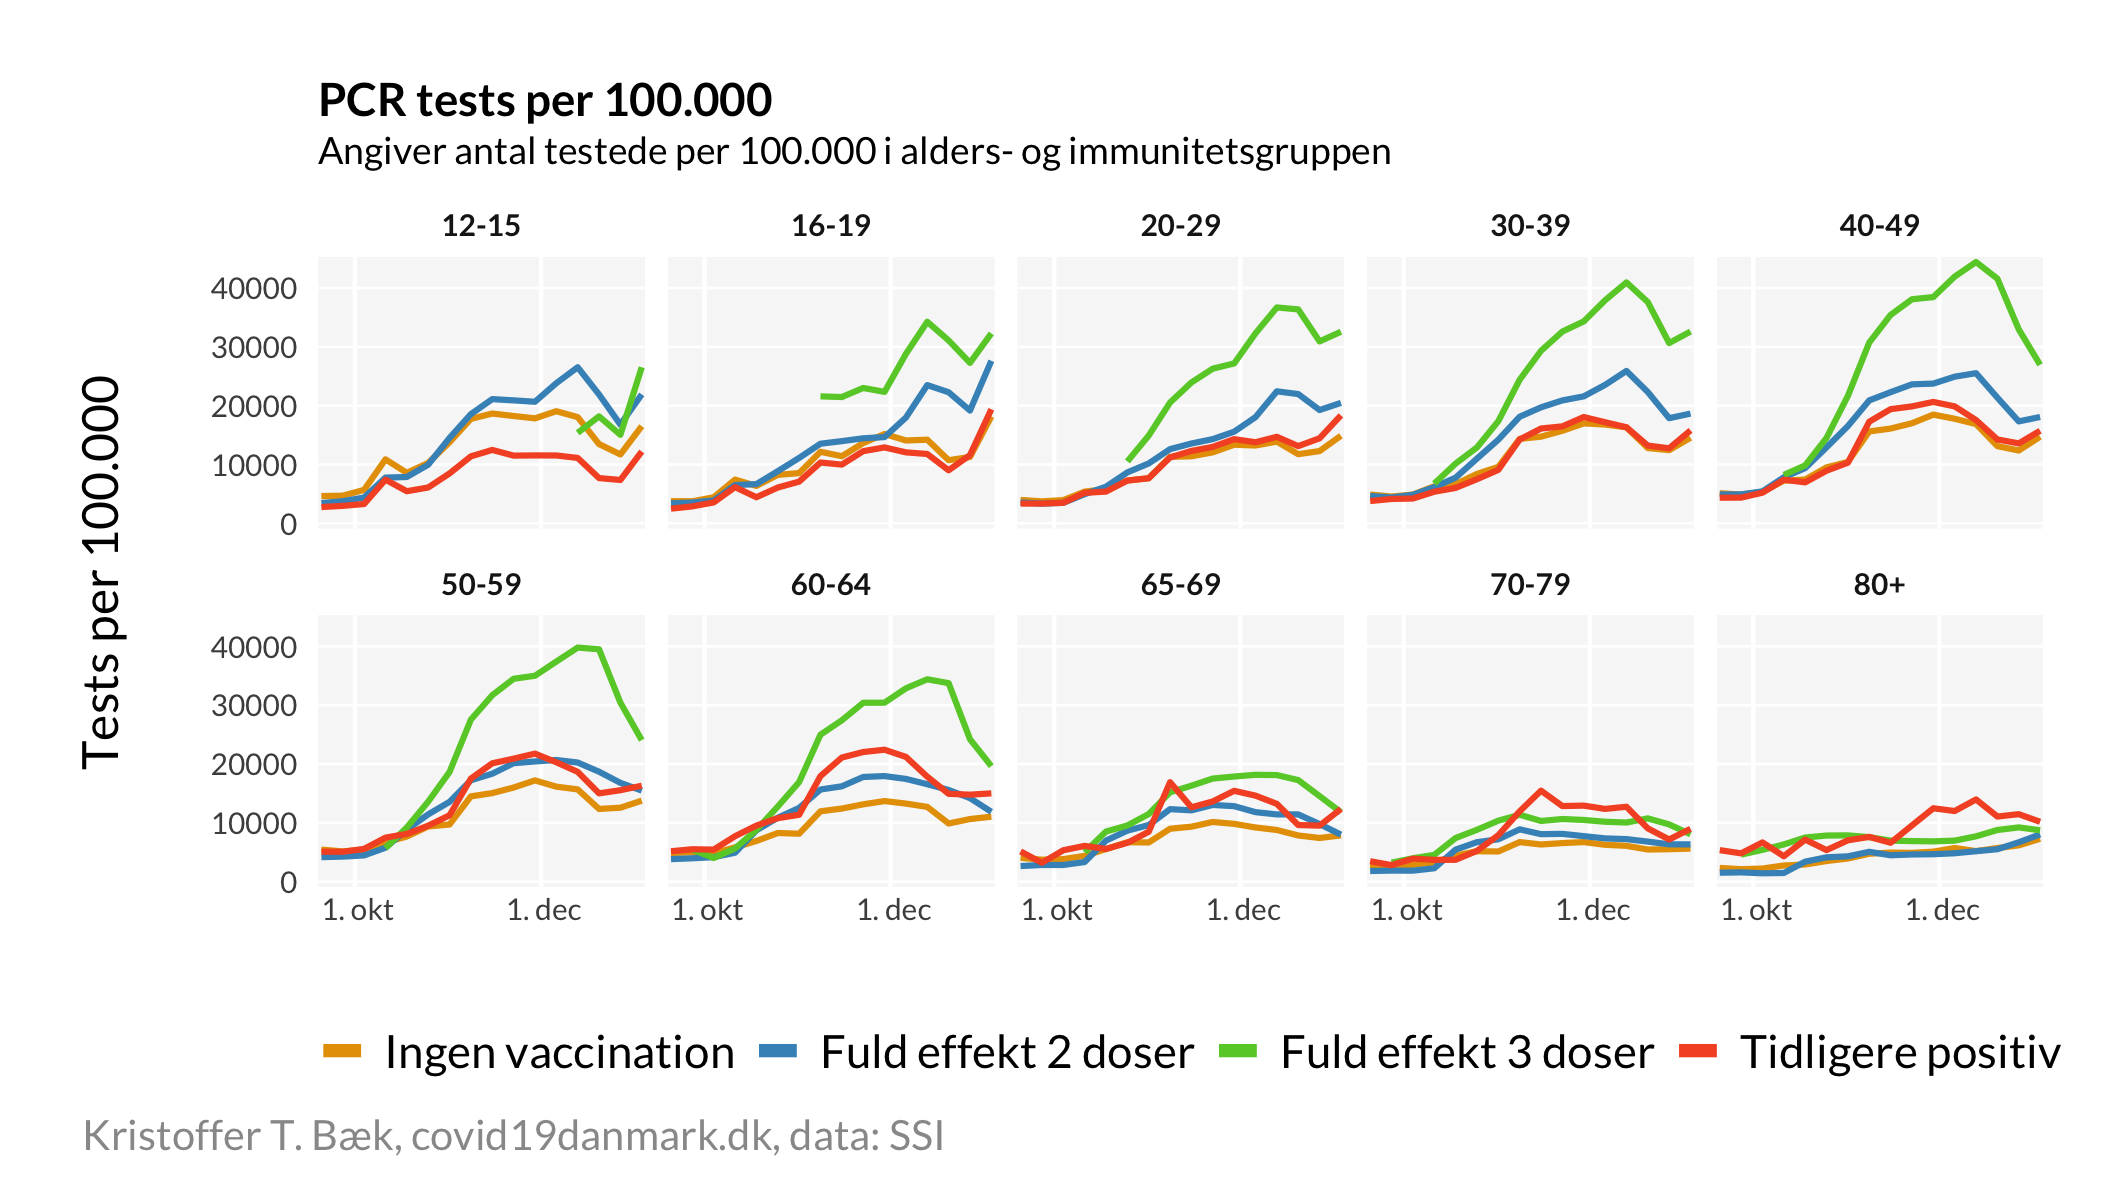 PCR tests per 100.000
Angiver antal testede per 100.000 i alders- og immunitetsgruppen
12-15 16-19 20-29 30-39 40-49
40000
30000
20000
10000
0
Tests per 100.000
50-59 60-64 65-69 70-79 80+
40000
30000
20000
10000
0
1. okt 1. dec 1. okt 1. dec 1. okt 1. dec 1. okt 1. dec 1. okt 1. dec
Ingen vaccination Fuld effekt 2 doser Fuld effekt 3 doser Tidligere positiv
Kristoffer T. Bæk, covid19danmark.dk, data: SSI